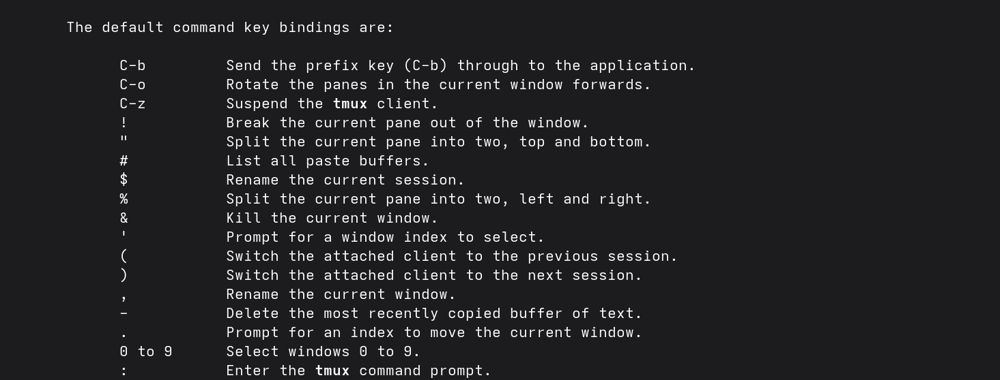 The default command key bindings are:
C-b Send the prefix key (C-b) through to the application.
C-o Rotate the panes in the current window forwards.
C-z Suspend the tmux client.
! Break the current pane out of the window.
" Split the current pane into two, top and bottom.
# List all paste buffers.
$ Rename the current session.
% Split the current pane into two, left and right.
& Kill the current window.
' Prompt for a window index to select.
( Switch the attached client to the previous session.
) Switch the attached client to the next session.
, Rename the current window.
- Delete the most recently copied buffer of text.
. Prompt for an index to move the current window.
0 to 9 Select windows 0 to 9.
: Enter the tmux command prompt.